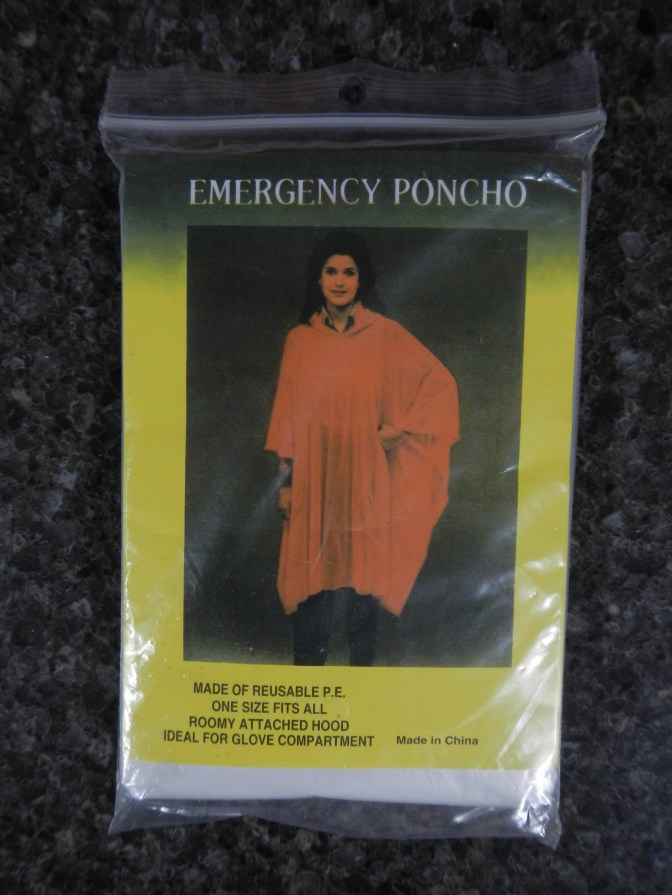 EMERGENCY PONCHO
MADE OF REUSABLE P.E.
ONE SIZE FITS ALL
ROOMY ATTACHED HOOD
IDEAL FOR GLOVE COMPARTMENT Made in China